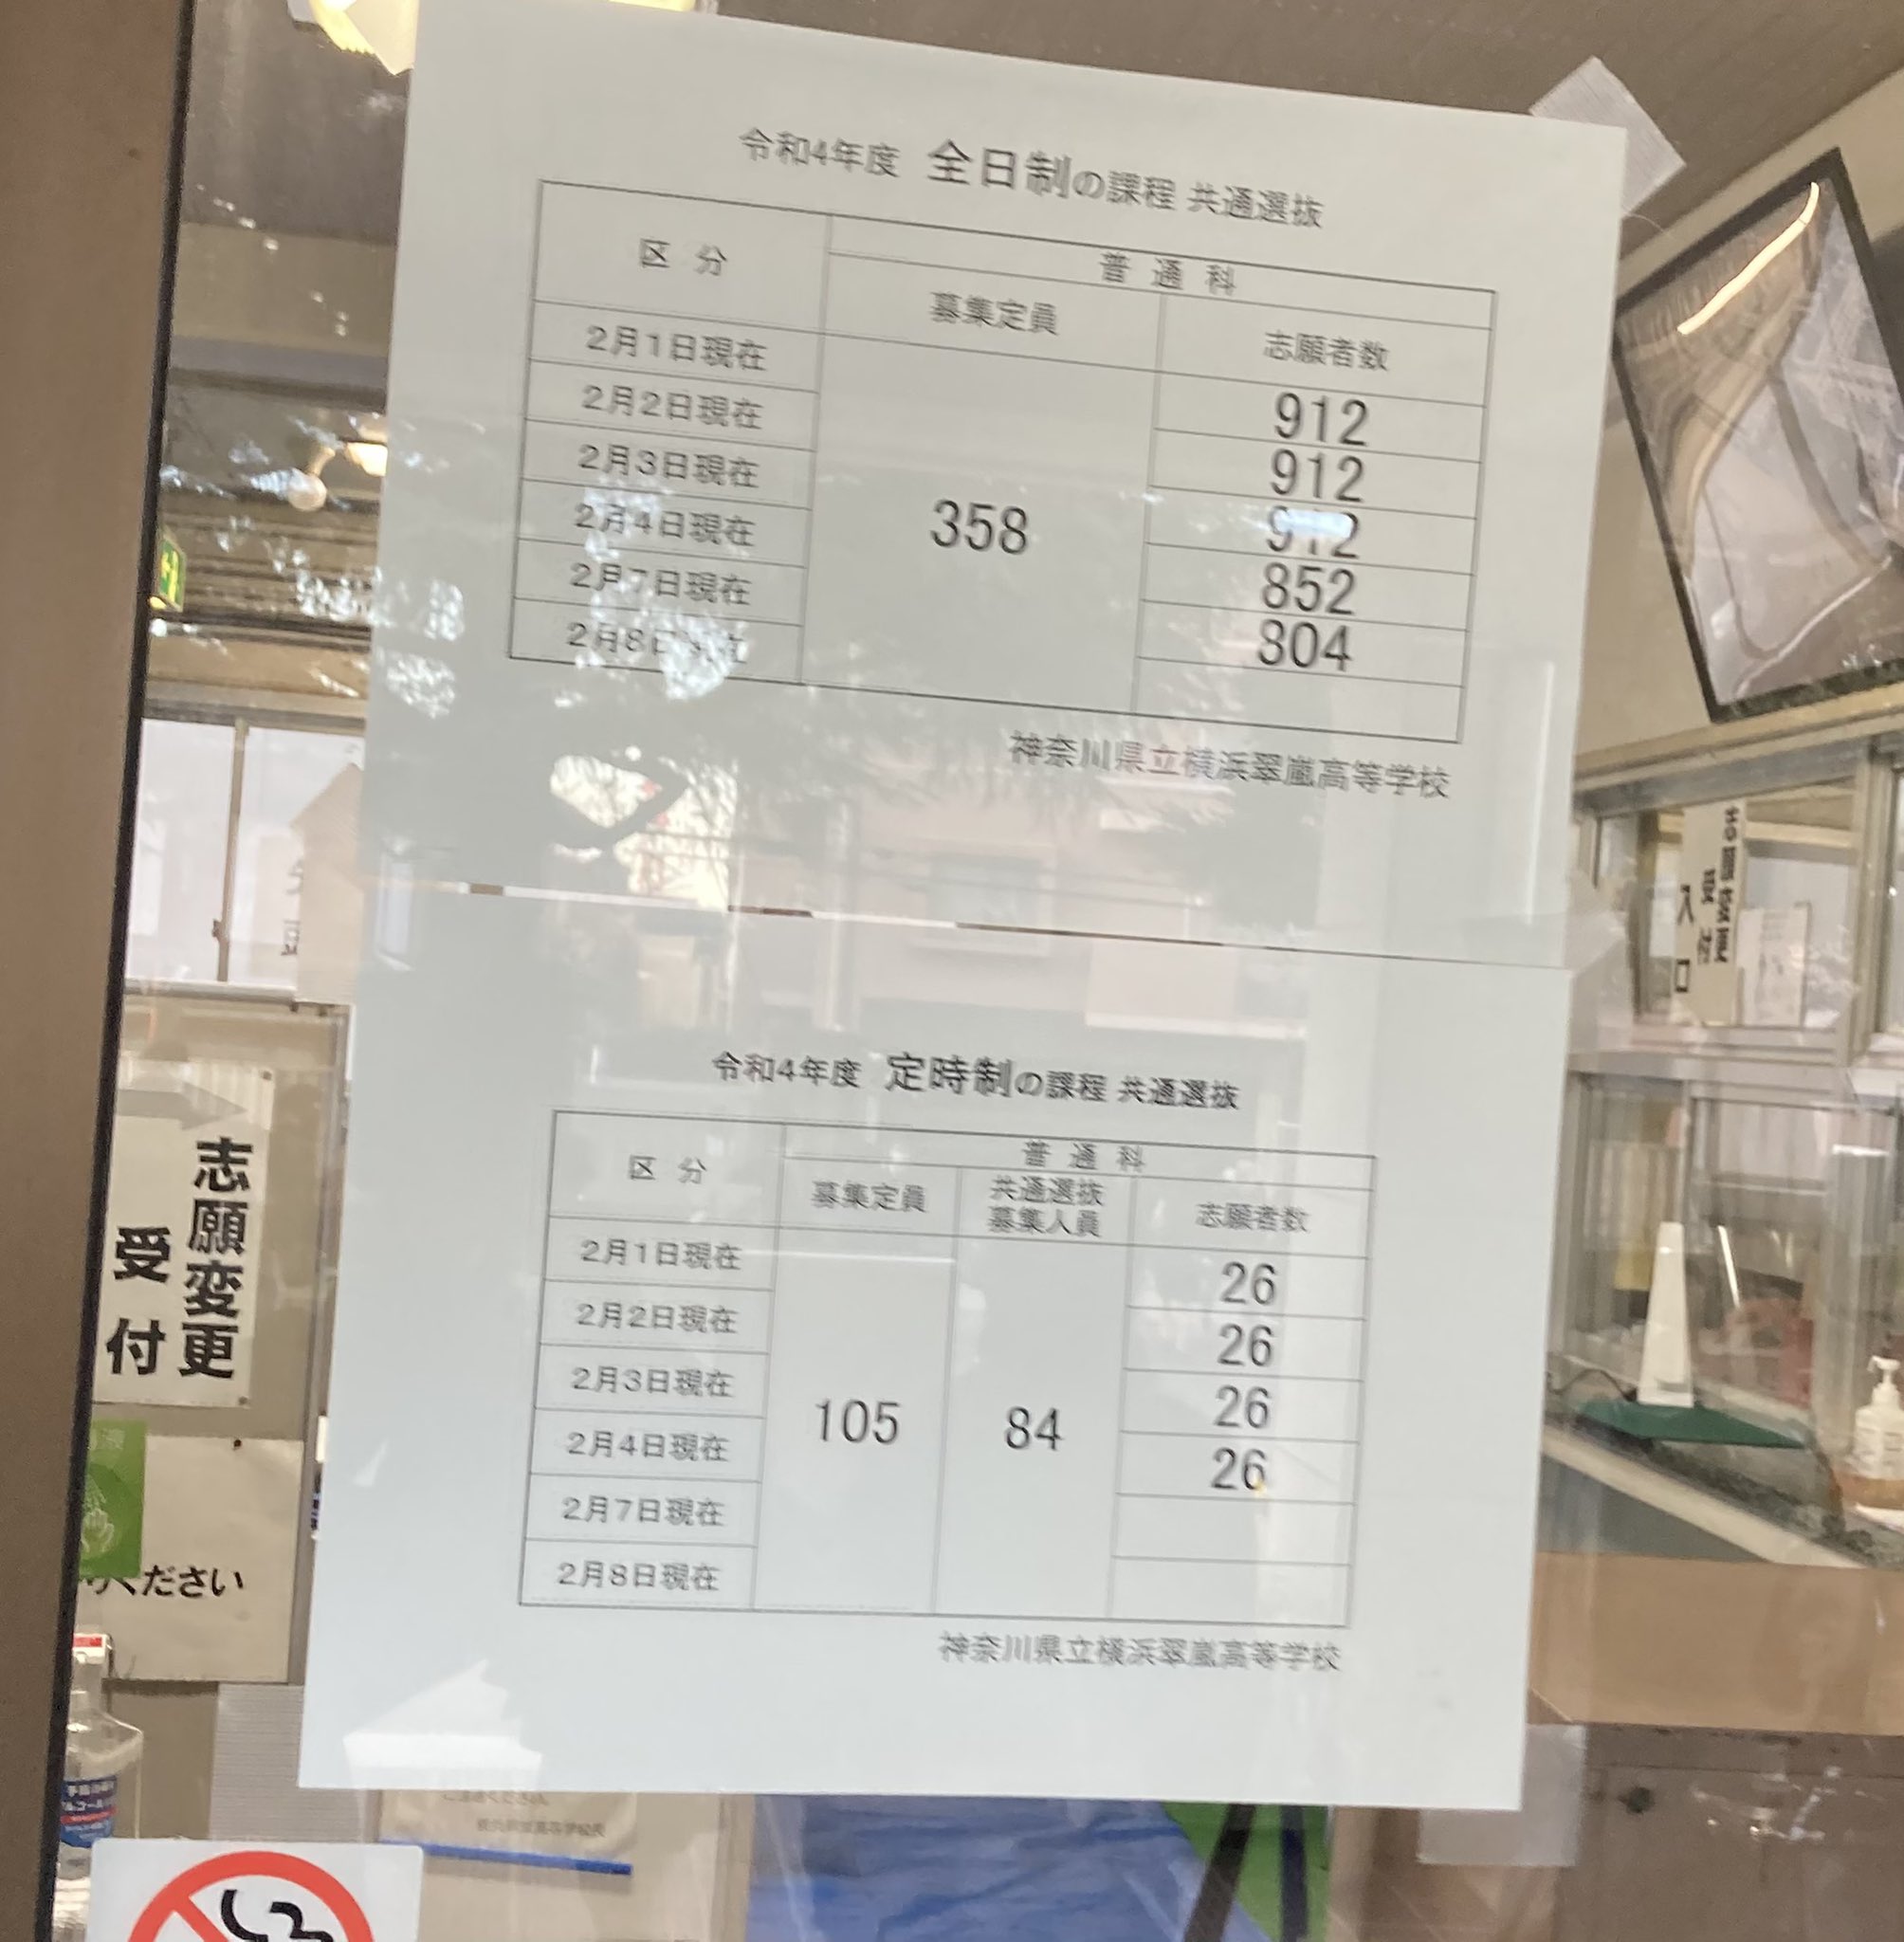 令和4年度 全日制の課程 共通選抜
区 分
普 通 科
募集定員
志願者数
2月1日現在 912
2月2日現在 912
2月3日現在 912
2月4日現在 852
2月7日現在 804
2月8日現在
358
神奈川県立横浜翠嵐高等学校
令和4年度 定時制の課程 共通選抜
区 分
普 通 科
募集定員
共通選抜
募集人員
志願者数
2月1日現在 26
2月2日現在 26
2月3日現在 26
2月4日現在 26
2月7日現在
2月8日現在
105
84
神奈川県立横浜翠嵐高等学校
志願変更
受付
ください
入口